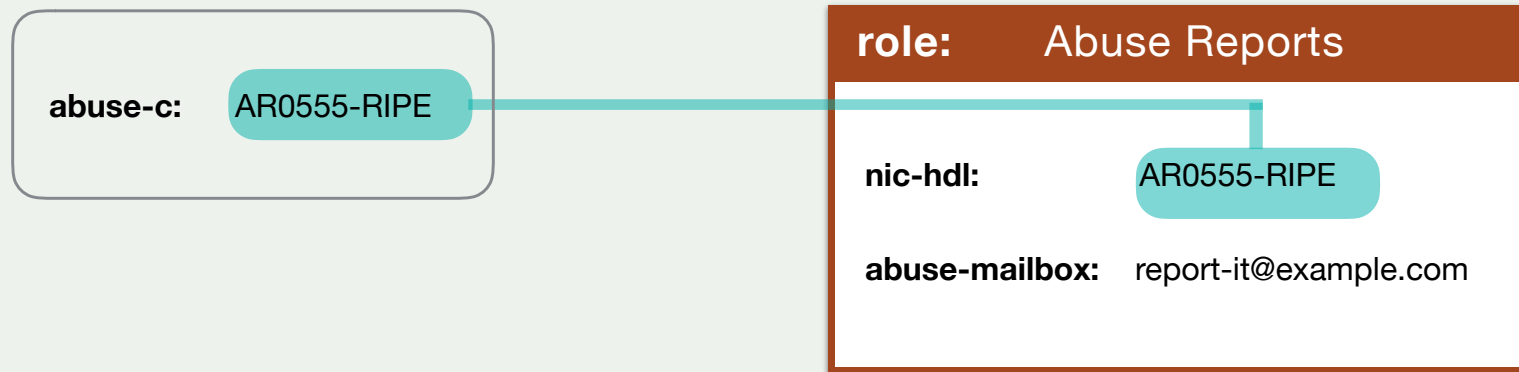 abuse-c: AR0555-RIPE
role: Abuse Reports
nic-hdl: AR0555-RIPE
abuse-mailbox: report-it@example.com